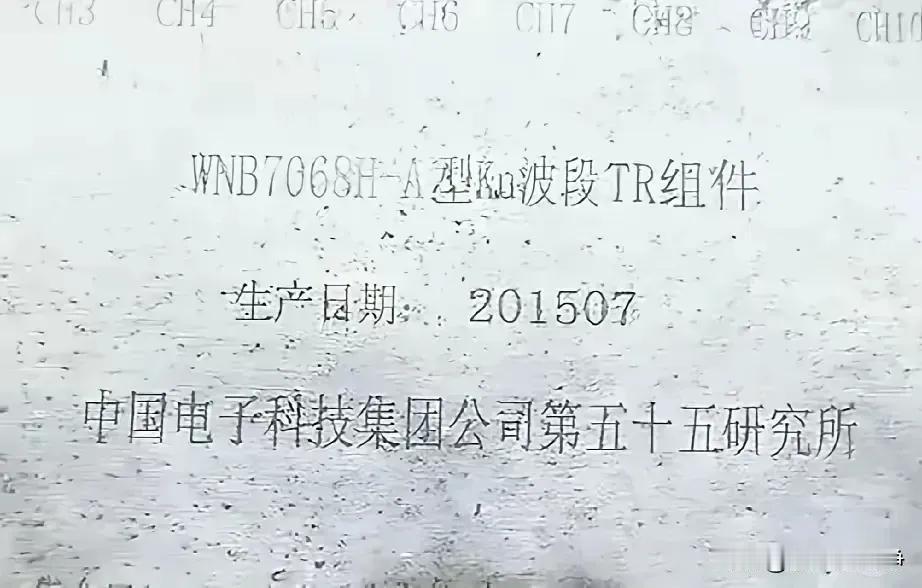 CH3 CH4 CH5 CH6 CH7 CH8 CH9 CH10
WNB7068H-A型Ku波段TR组件
生产日期 201507
中国电子科技集团公司第五十五研究所